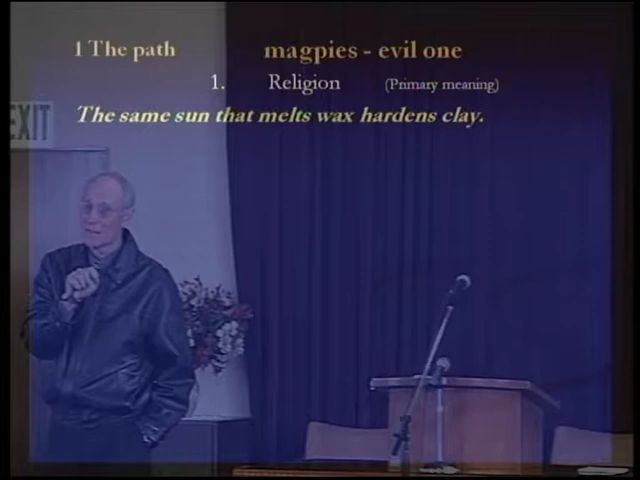 1 The path magpies - evil one
1. Religion (Primary meaning)
The same sun that melts wax hardens clay.
EXIT